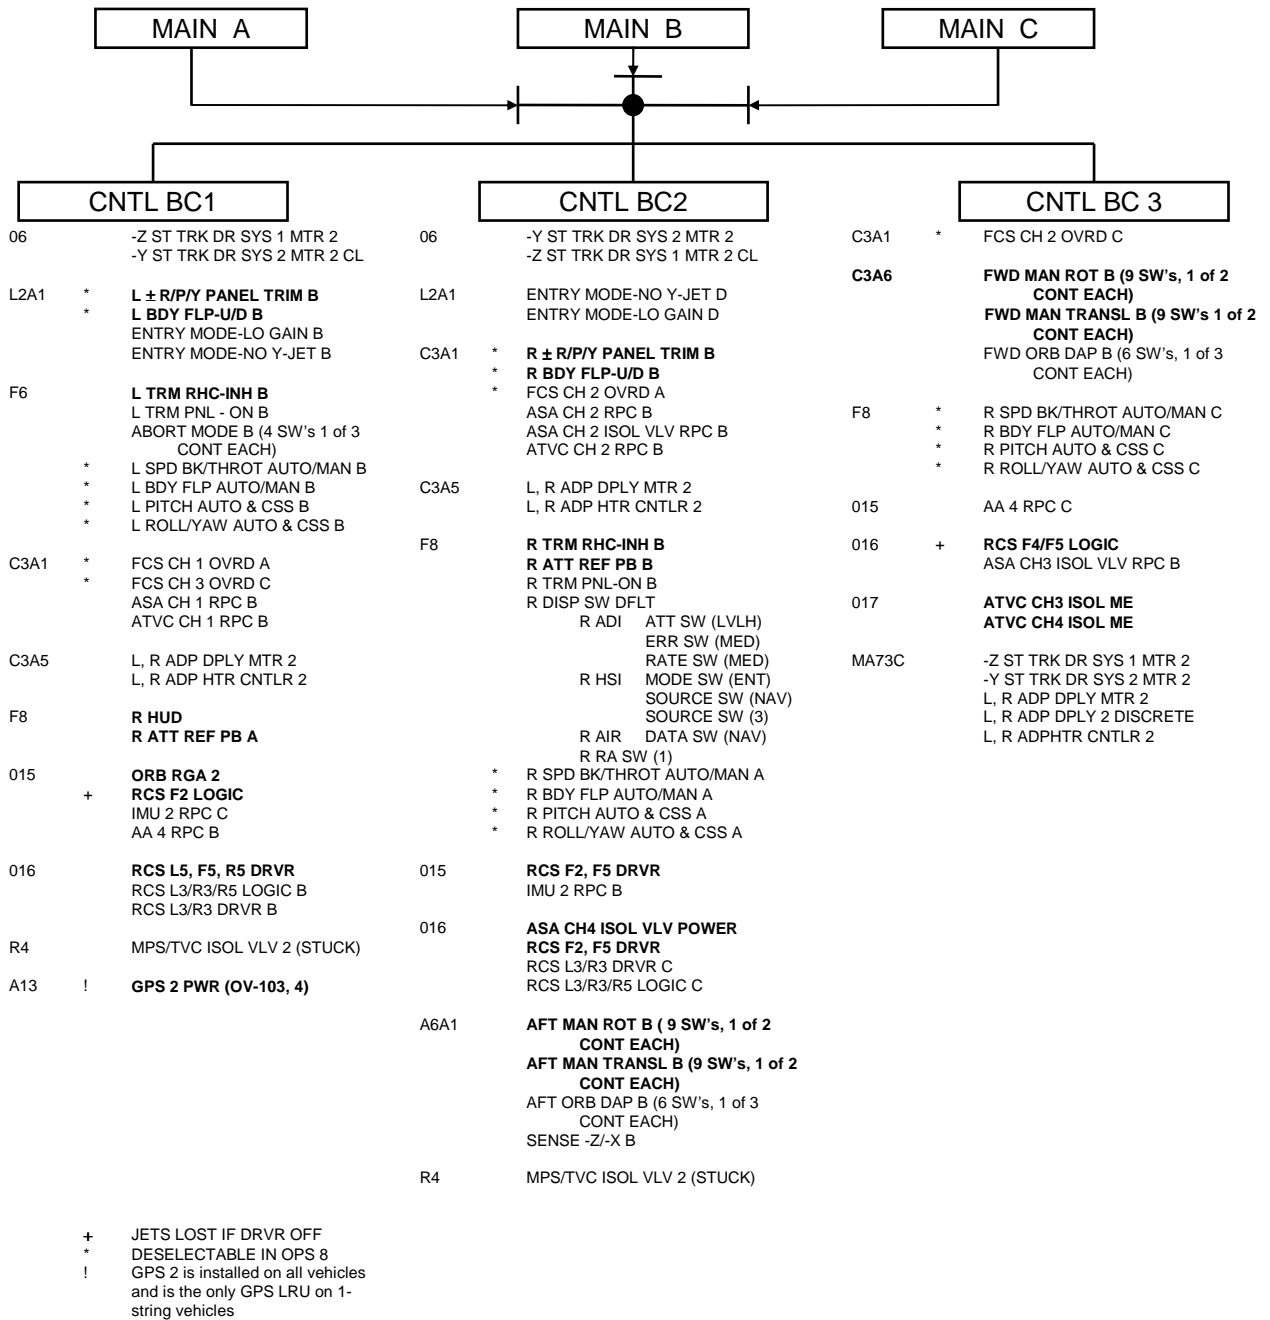 MAIN A
MAIN B
MAIN C
CNTL BC1
06 -Z ST TRK DR SYS 1 MTR 2
-Y ST TRK DR SYS 2 MTR 2 CL
L2A1 * L ± R/P/Y PANEL TRIM B
* L BDY FLP-U/D B
ENTRY MODE-LO GAIN B
ENTRY MODE-NO Y-JET B
F6 L TRM RHC-INH B
L TRM PNL - ON B
ABORT MODE B (4 SW's 1 of 3
CONT EACH)
* L SPD BK/THROT AUTO/MAN B
* L BDY FLP AUTO/MAN B
* L PITCH AUTO & CSS B
* L ROLL/YAW AUTO & CSS B
C3A1 * FCS CH 1 OVRD A
* FCS CH 3 OVRD C
ASA CH 1 RPC B
ATVC CH 1 RPC B
C3A5 L, R ADP DPLY MTR 2
L, R ADP HTR CNTLR 2
F8 R HUD
R ATT REF PB A
015 ORB RGA 2
+ RCS F2 LOGIC
IMU 2 RPC C
AA 4 RPC B
016 RCS L5, F5, R5 DRVR
RCS L3/R3/R5 LOGIC B
RCS L3/R3 DRVR B
R4 MPS/TVC ISOL VLV 2 (STUCK)
A13 ! GPS 2 PWR (OV-103, 4)
CNTL BC2
06 -Y ST TRK DR SYS 2 MTR 2
-Z ST TRK DR SYS 1 MTR 2 CL
L2A1 ENTRY MODE-NO Y-JET D
ENTRY MODE-LO GAIN D
C3A1 * R ± R/P/Y PANEL TRIM B
* R BDY FLP-U/D B
* FCS CH 2 OVRD A
ASA CH 2 RPC B
ASA CH 2 ISOL VLV RPC B
ATVC CH 2 RPC B
C3A5 L, R ADP DPLY MTR 2
L, R ADP HTR CNTLR 2
F8 R TRM RHC-INH B
R ATT REF PB B
R TRM PNL-ON B
R DISP SW DFLT
R ADI ATT SW (LVLH)
ERR SW (MED)
RATE SW (MED)
R HSI MODE SW (ENT)
SOURCE SW (NAV)
SOURCE SW (3)
R AIR DATA SW (NAV)
R RA SW (1)
* R SPD BK/THROT AUTO/MAN A
* R BDY FLP AUTO/MAN A
* R PITCH AUTO & CSS A
* R ROLL/YAW AUTO & CSS A
015 RCS F2, F5 DRVR
IMU 2 RPC B
016 ASA CH4 ISOL VLV POWER
RCS F2, F5 DRVR
RCS L3/R3 DRVR C
RCS L3/R3/R5 LOGIC C
A6A1 AFT MAN ROT B ( 9 SW's, 1 of 2
CONT EACH)
AFT MAN TRANSL B (9 SW's, 1 of 2
CONT EACH)
AFT ORB DAP B (6 SW's, 1 of 3
CONT EACH)
SENSE -Z/-X B
R4 MPS/TVC ISOL VLV 2 (STUCK)
CNTL BC 3
C3A1 * FCS CH 2 OVRD C
C3A6 FWD MAN ROT B (9 SW's, 1 of 2
CONT EACH)
FWD MAN TRANSL B (9 SW's 1 of 2
CONT EACH)
FWD ORB DAP B (6 SW's, 1 of 3
CONT EACH)
F8 * R SPD BK/THROT AUTO/MAN C
* R BDY FLP AUTO/MAN C
* R PITCH AUTO & CSS C
* R ROLL/YAW AUTO & CSS C
015 AA 4 RPC C
016 + RCS F4/F5 LOGIC
ASA CH3 ISOL VLV RPC B
017 ATVC CH3 ISOL ME
ATVC CH4 ISOL ME
MA73C -Z ST TRK DR SYS 1 MTR 2
-Y ST TRK DR SYS 2 MTR 2
L, R ADP DPLY MTR 2
L, R ADP DPLY 2 DISCRETE
L, R ADPHTR CNTLR 2
+ JETS LOST IF DRVR OFF
* DESELECTABLE IN OPS 8
! GPS 2 is installed on all vehicles
and is the only GPS LRU on 1-
string vehicles